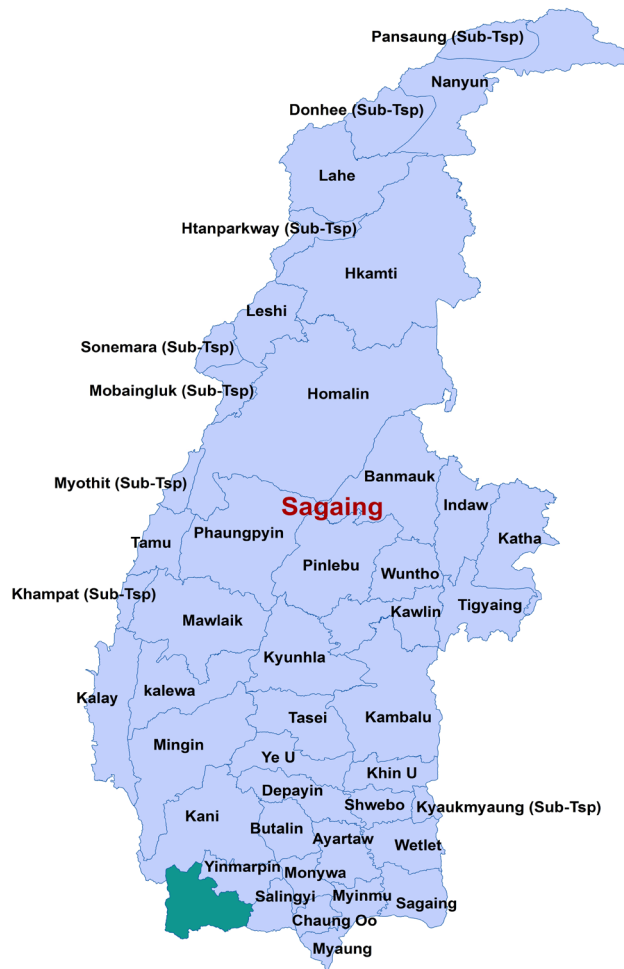 Pansaung (Sub-Tsp)
Nanyun
Donhee (Sub-Tsp)
Lahe
Htanparkway (Sub-Tsp)
Hkamti
Leshi
Sonemara (Sub-Tsp)
Mobaingluk (Sub-Tsp)
Homalin
Banmauk
Myothit (Sub-Tsp)
Sagaing
Indaw
Phaungpyin
Katha
Tamu
Pinlebu
Wuntho
Khampat (Sub-Tsp)
Tigyaing
Kawlin
Mawlaik
Kyunhla
kalewa
Kalay
Tasei
Kambalu
Mingin
Ye U
Khin U
Depayin
Shwebo
Kyaukmyaung (Sub-Tsp)
Kani
Butalin
Ayartaw
Wetlet
Yinmarpin
Monywa
Salingyi
Myinmu
Sagaing
Chaung Oo
Myaung